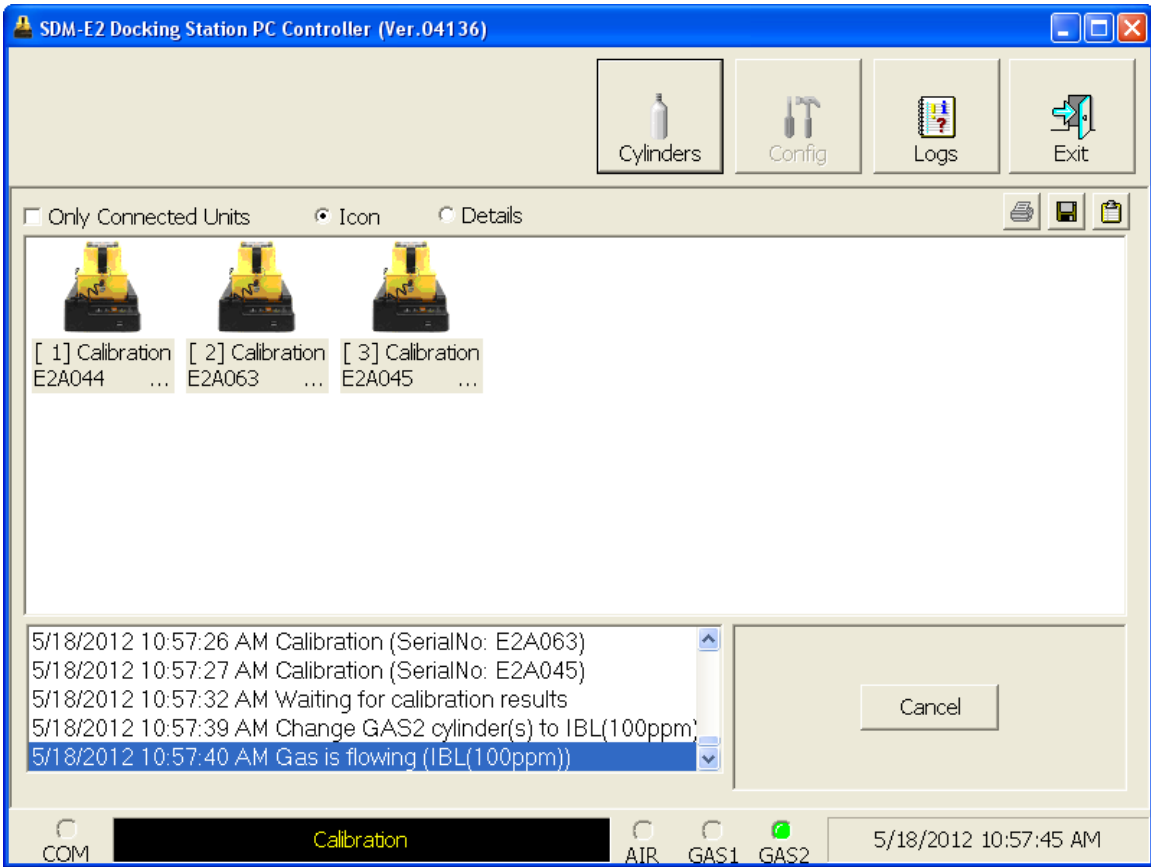 SDM-E2 Docking Station PC Controller (Ver.04136)
Cylinders
Config
Logs
Exit
Only Connected Units
Icon
Details
[ 1] Calibration
E2A044 ...
[ 2] Calibration
E2A063 ...
[ 3] Calibration
E2A045 ...
5/18/2012 10:57:26 AM Calibration (SerialNo: E2A063)
5/18/2012 10:57:27 AM Calibration (SerialNo: E2A045)
5/18/2012 10:57:32 AM Waiting for calibration results
5/18/2012 10:57:39 AM Change GAS2 cylinder(s) to IBL(100ppm)
5/18/2012 10:57:40 AM Gas is flowing (IBL(100ppm))
Cancel
COM
Calibration
AIR
GAS1
GAS2
5/18/2012 10:57:45 AM